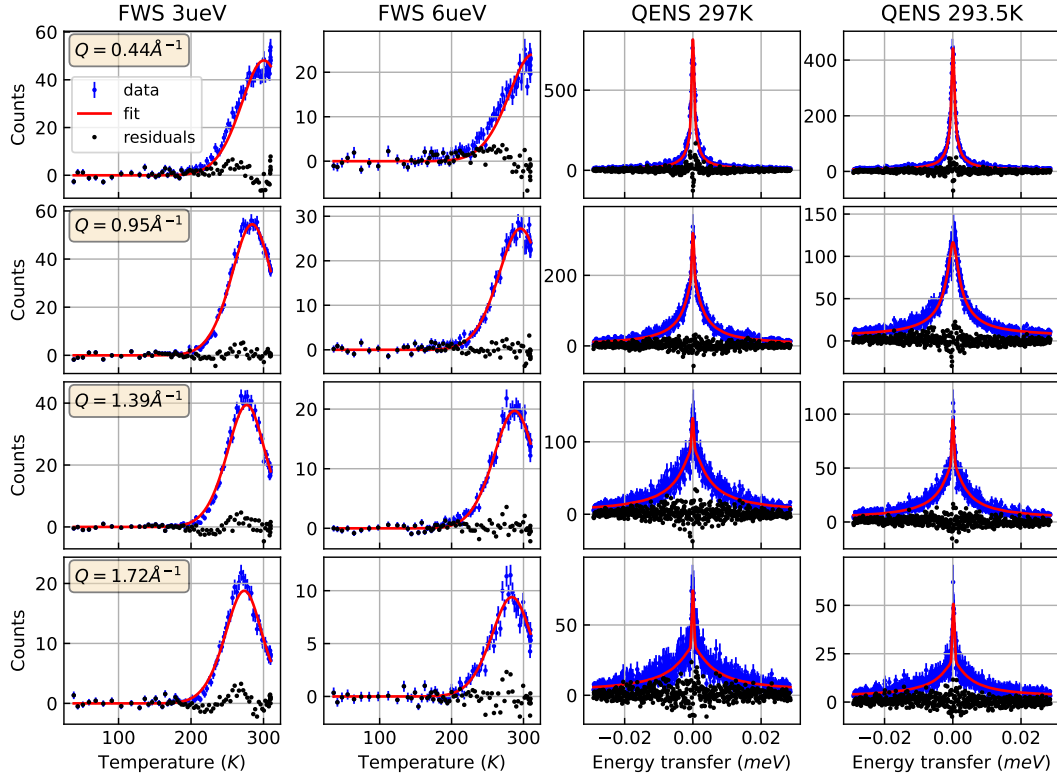 FWS 3ueV FWS 6ueV QENS 297K QENS 293.5K
Q = 0.44Å⁻¹
data
fit
residuals
Counts
60
40
20
0
20
10
0
500
0
400
200
0
Q = 0.95Å⁻¹
Counts
60
40
20
0
30
20
10
0
200
0
150
100
50
0
Q = 1.39Å⁻¹
Counts
40
20
0
20
10
0
100
0
100
50
0
Q = 1.72Å⁻¹
Counts
20
10
0
10
5
0
50
0
50
25
0
100 200 300
100 200 300
−0.02 0.00 0.02
−0.02 0.00 0.02
Temperature (K) Temperature (K) Energy transfer (meV) Energy transfer (meV)